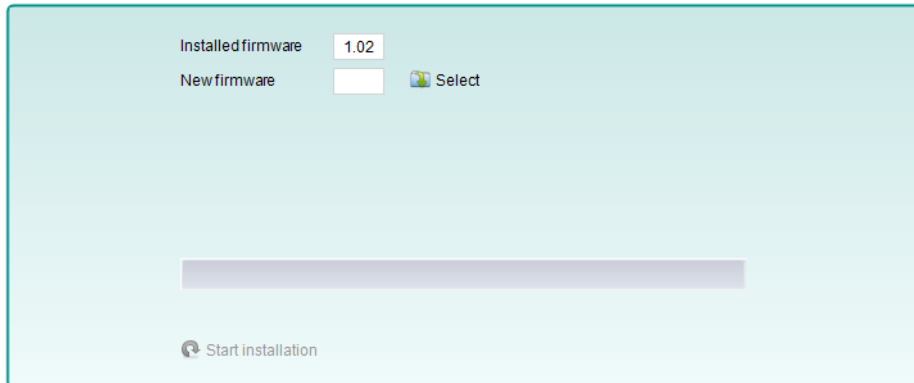 Installed firmware 1.02
New firmware
Select
Start installation